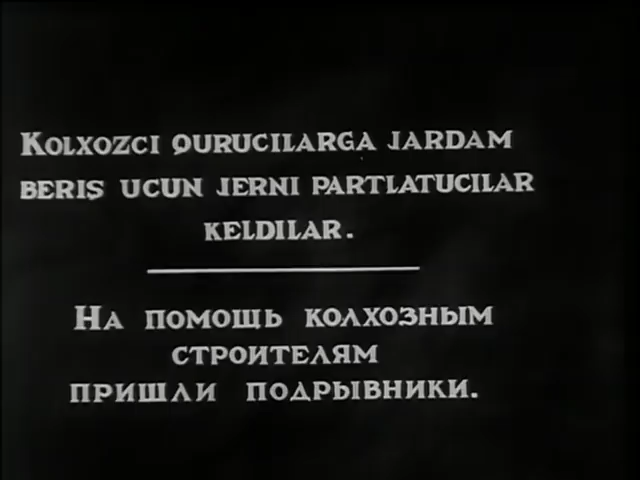 KOLXOZCI QURUCILARGA JARDAM
BERIŞ UCUN JERNI PARTLATUCILAR
KELDILAR.
НА ПОМОЩЬ КОЛХОЗНЫМ
СТРОИТЕЛЯМ
ПРИШЛИ ПОДРЫВНИКИ.